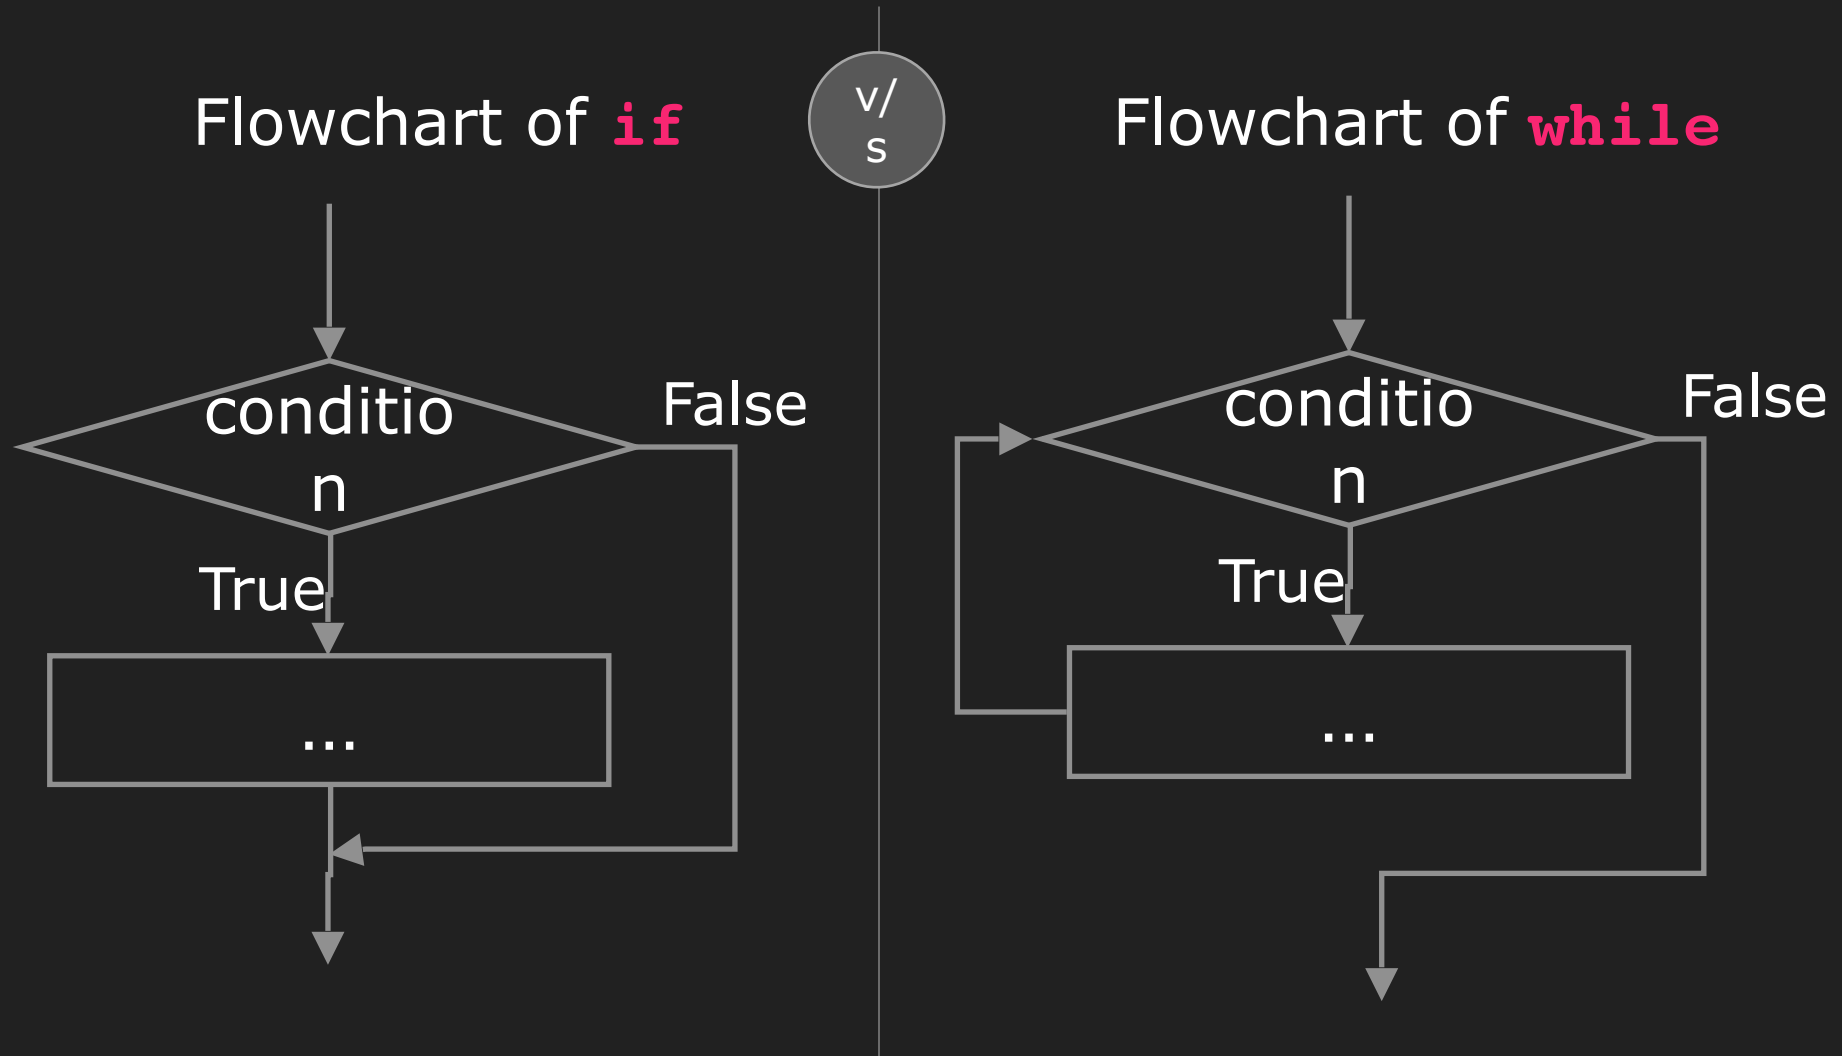 Flowchart of if
conditio
n
False
True
...
v/
s
Flowchart of while
conditio
n
False
True
...